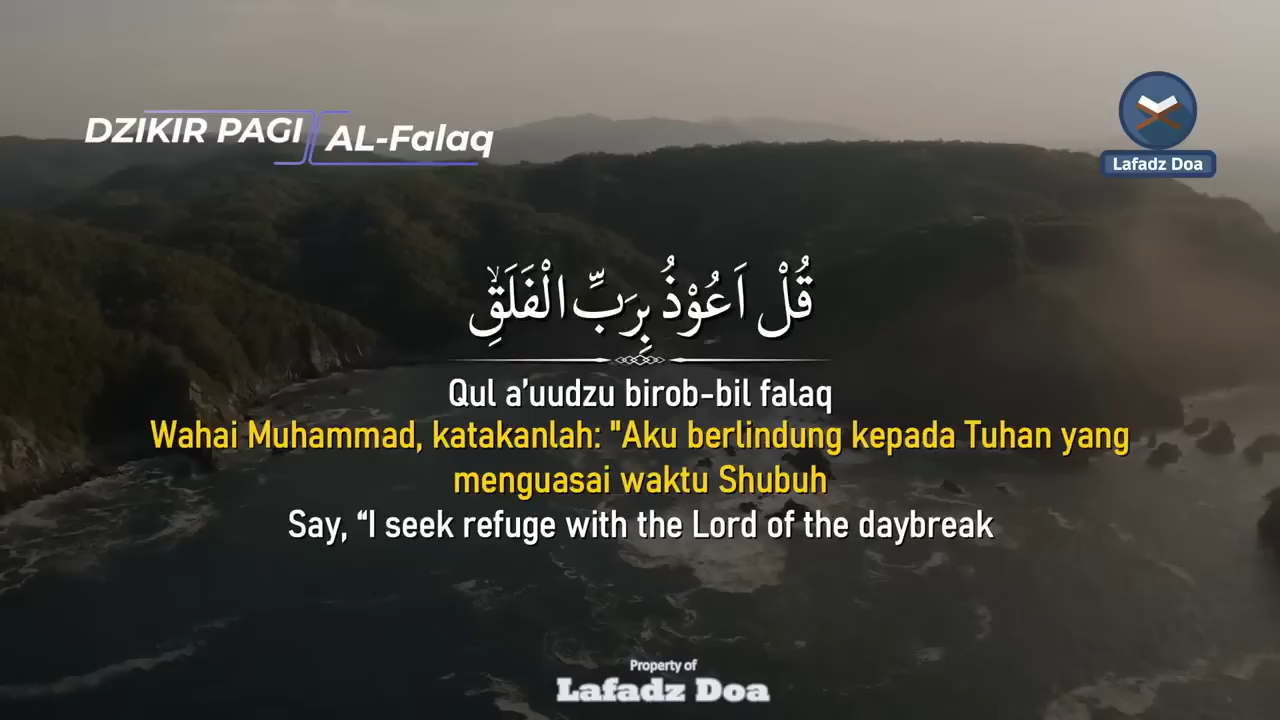 DZIKIR PAGI
AL-Falaq
Lafadz Doa
قُلْ اَعُوْذُ بِرَبِّ الْفَلَقِۙ
Qul a’uudzu birob-bil falaq
Wahai Muhammad, katakanlah: "Aku berlindung kepada Tuhan yang
menguasai waktu Shubuh
Say, “I seek refuge with the Lord of the daybreak
Property of
Lafadz Doa